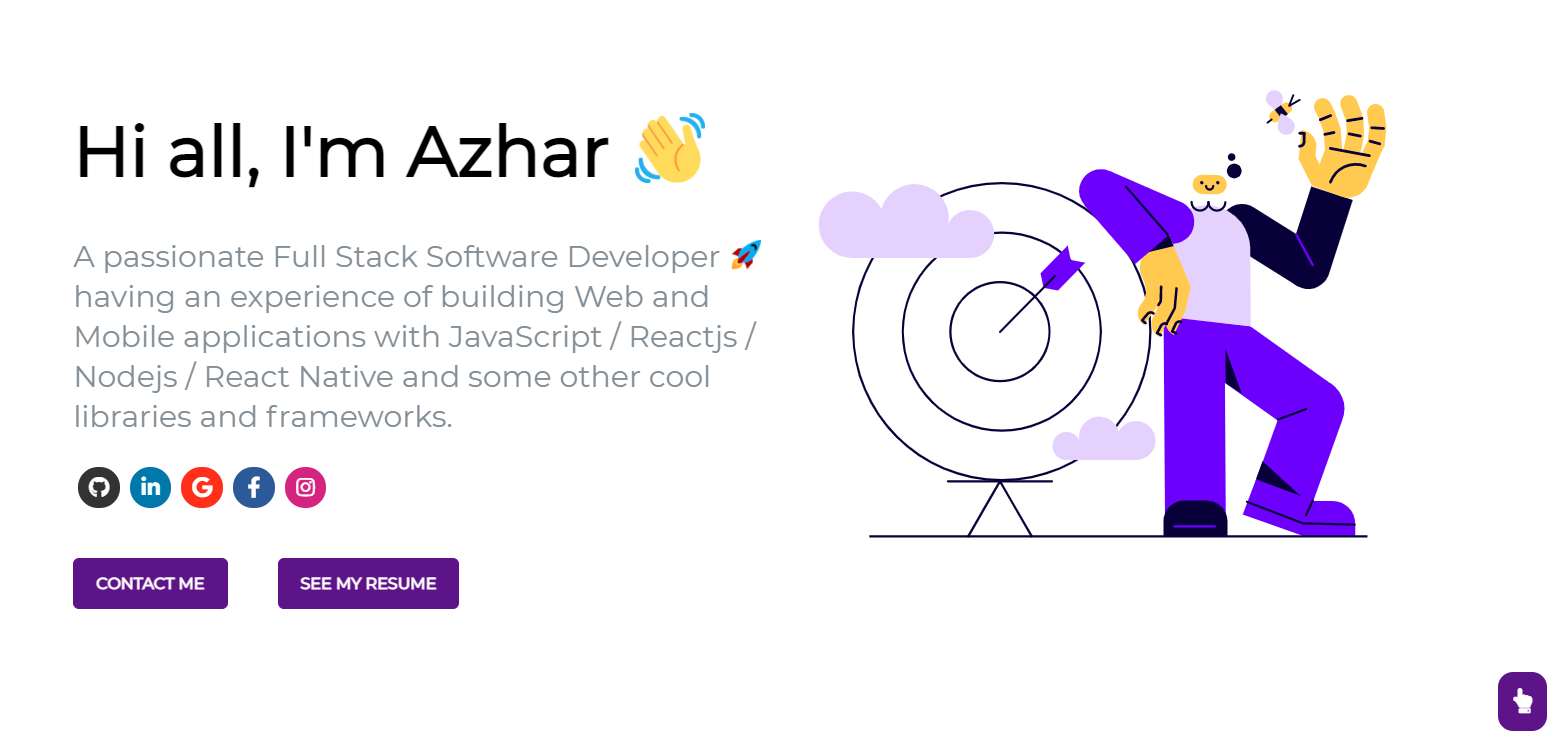 Hi all, I'm Azhar 👋
A passionate Full Stack Software Developer 🚀
having an experience of building Web and
Mobile applications with JavaScript / Reactjs /
Nodejs / React Native and some other cool
libraries and frameworks.
CONTACT ME
SEE MY RESUME